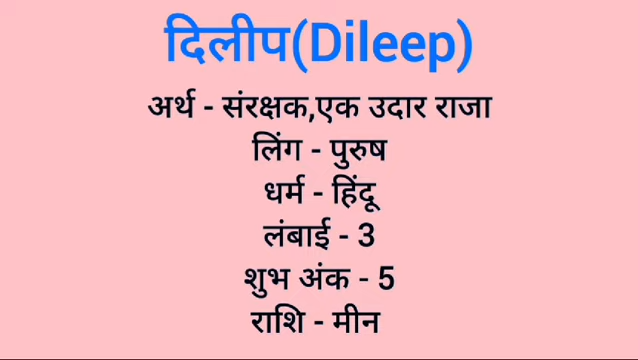 दिलीप(Dileep)
अर्थ - संरक्षक,एक उदार राजा
लिंग - पुरुष
धर्म - हिंदू
लंबाई - 3
शुभ अंक - 5
राशि - मीन